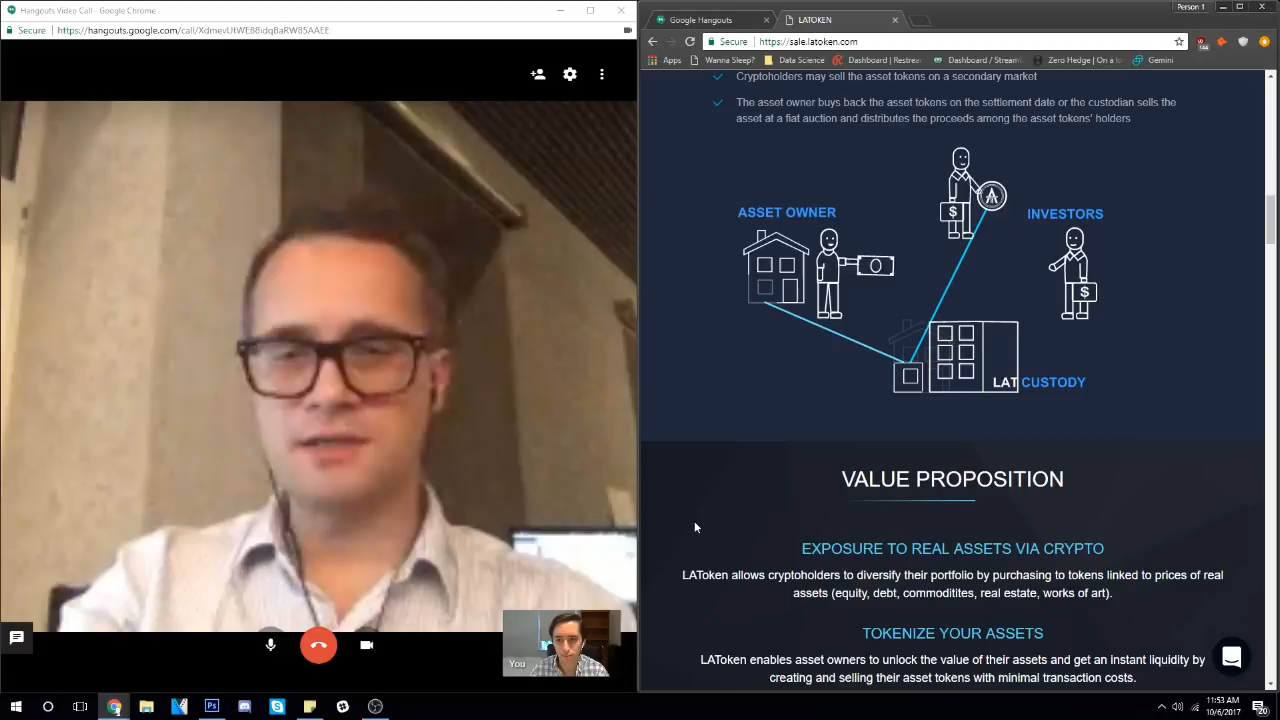 Hangouts Video Call - Google Chrome
Secure
https://hangouts.google.com/call/XdmevUtWEB8idqBaRW85AAEE
You
Person 1
Google Hangouts
LATOKEN
Secure
https://sale.latoken.com
144
Apps
Wanna Sleep?
Data Science
Dashboard | Restrea
Dashboard / Streaml
Zero Hedge | On a lo
Gemini
Cryptoholders may sell the asset tokens on a secondary market
The asset owner buys back the asset tokens on the settlement date or the custodian sells the
asset at a fiat auction and distributes the proceeds among the asset tokens' holders
ASSET OWNER
$
INVESTORS
$
LAT CUSTODY
VALUE PROPOSITION
EXPOSURE TO REAL ASSETS VIA CRYPTO
LAToken allows cryptoholders to diversify their portfolio by purchasing to tokens linked to prices of real
assets (equity, debt, commoditites, real estate, works of art).
TOKENIZE YOUR ASSETS
LAToken enables asset owners to unlock the value of their assets and get an instant liquidity by
creating and selling their asset tokens with minimal transaction costs.
Ps
11:53 AM
10/6/2017
20